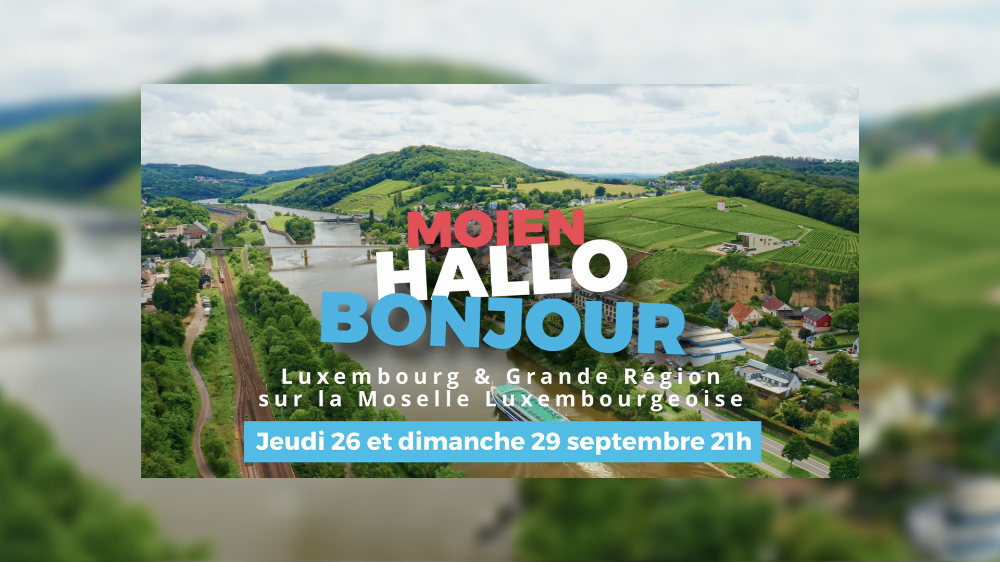 MOIEN
HALLO
BONJOUR
Luxembourg & Grande Région
sur la Moselle Luxembourgeoise
Jeudi 26 et dimanche 29 septembre 21h